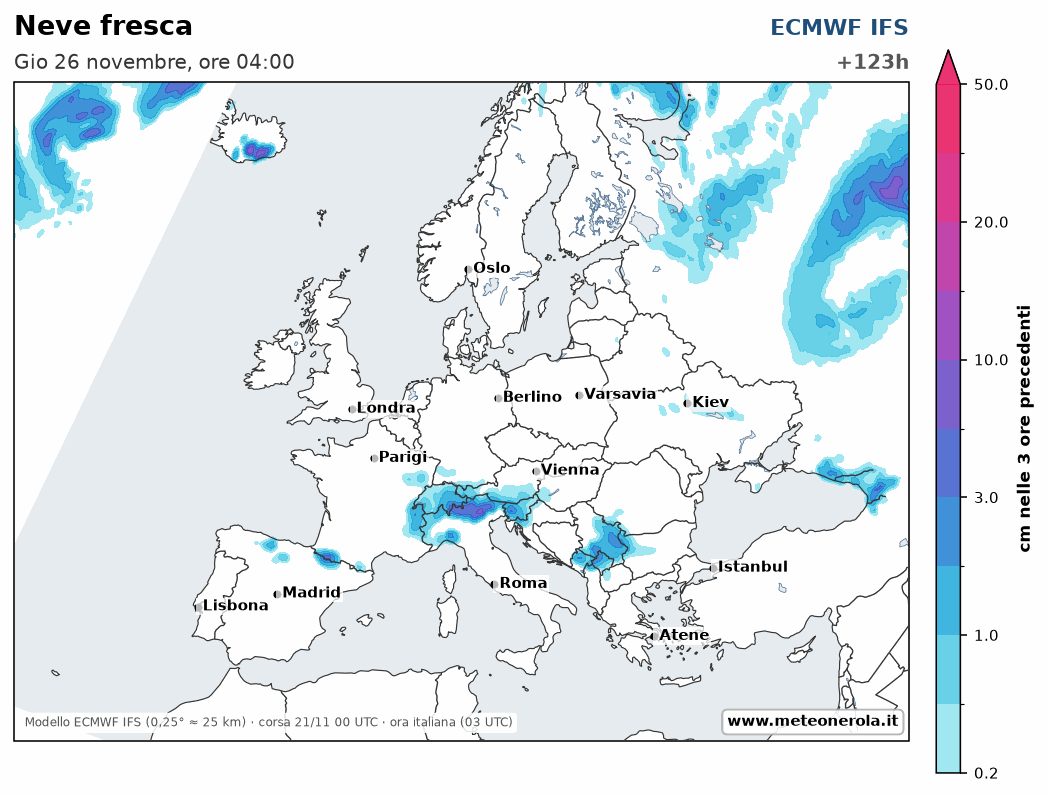 Neve fresca
ECMWF IFS
Gio 26 novembre, ore 04:00
+123h
50.0
20.0
10.0
3.0
1.0
0.2
cm nelle 3 ore precedenti
Oslo
Berlino
Varsavia
Londra
Kiev
Parigi
Vienna
Istanbul
Roma
Madrid
Lisbona
Atene
Modello ECMWF IFS (0,25° ≈ 25 km) · corsa 21/11 00 UTC · ora italiana (03 UTC)
www.meteonerola.it